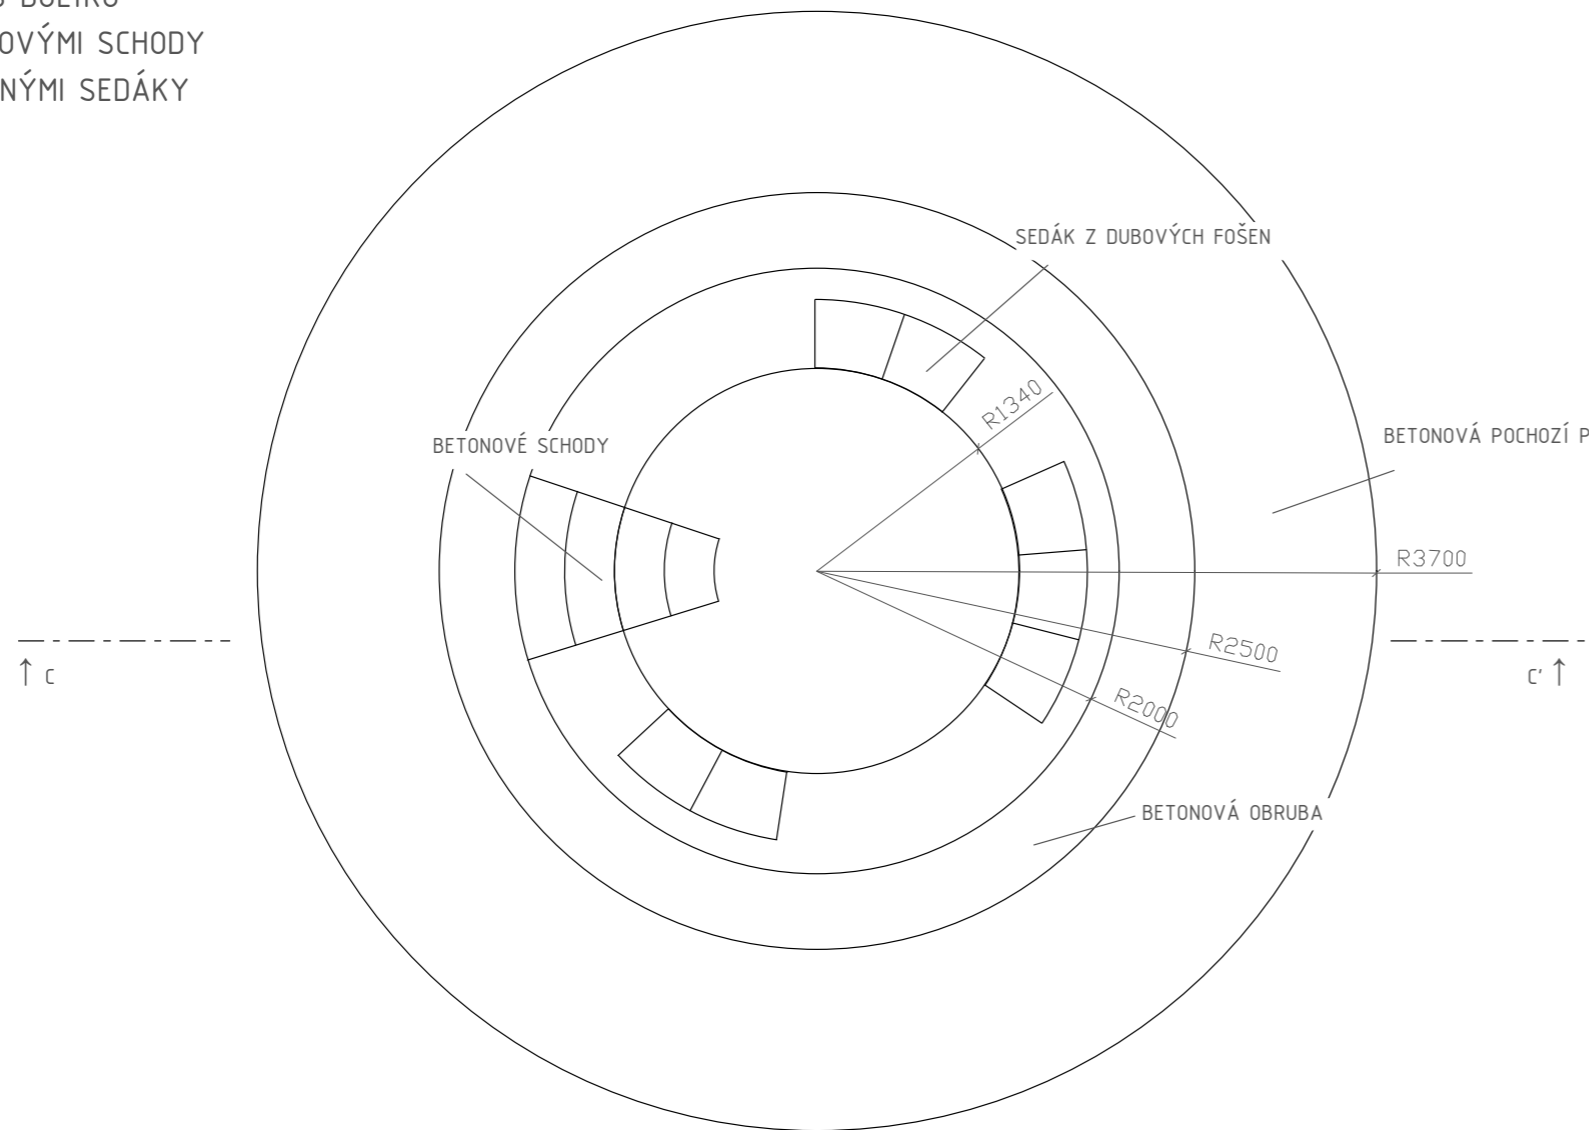 OVÝMI SCHODY
NÝMI SEDÁKY
SEDÁK Z DUBOVÝCH FOŠEN
R1340
BETONOVÉ SCHODY
BETONOVÁ POCHOZÍ P
R3700
R2500
R2000
↑ C
C' ↑
BETONOVÁ OBRUBA